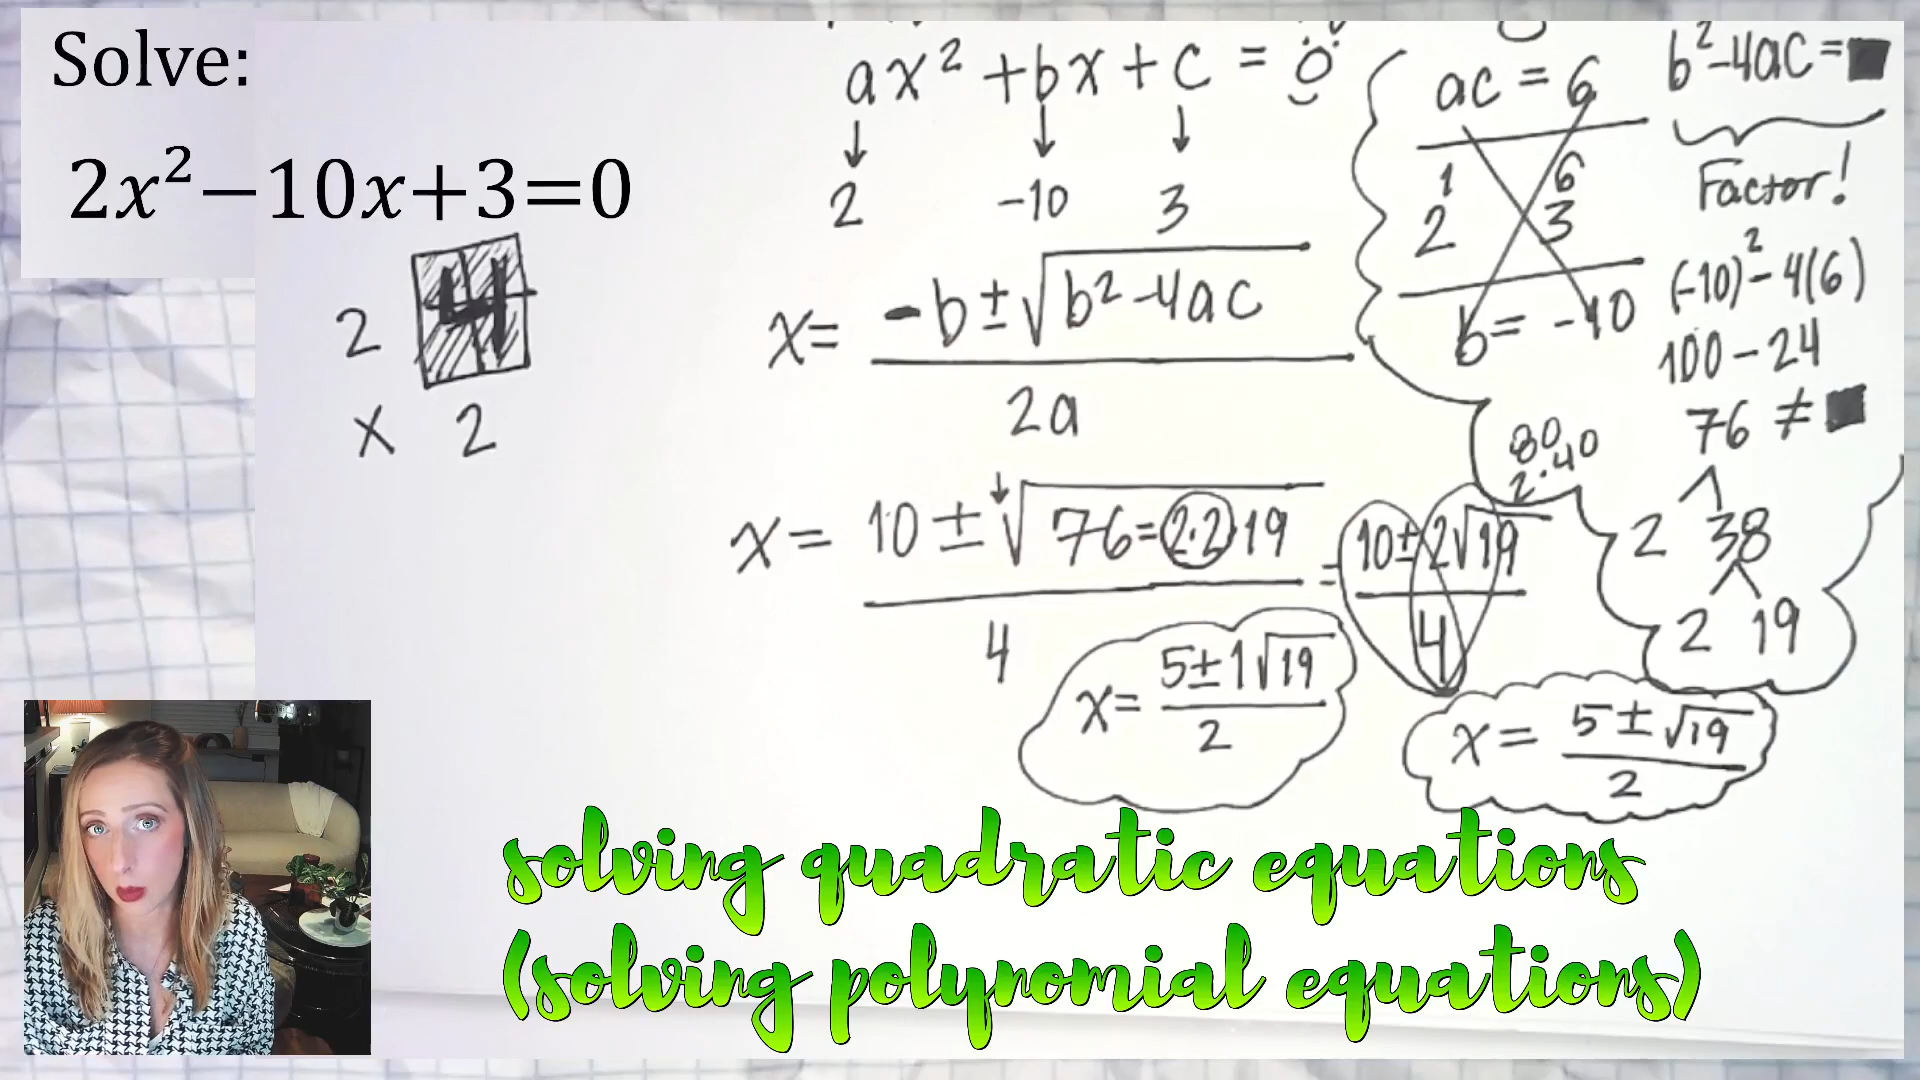 Solve:
2x²−10x+3=0
2 4
x 2
ax² + bx + c = 0
↓ ↓ ↓
2 -10 3
x = -b ± √b² - 4ac
2a
x = 10 ± √76 = 2·2·19
4
= 10 ± 2√19
4
x = 5 ± 1√19
2
x = 5 ± √19
2
ac = 6
1 6
2 3
b = -10
80
2·40
b² - 4ac = ■
Factor!
(-10)² - 4(6)
100 - 24
76 ≠ ■
2 38
2 19
solving quadratic equations
(solving polynomial equations)